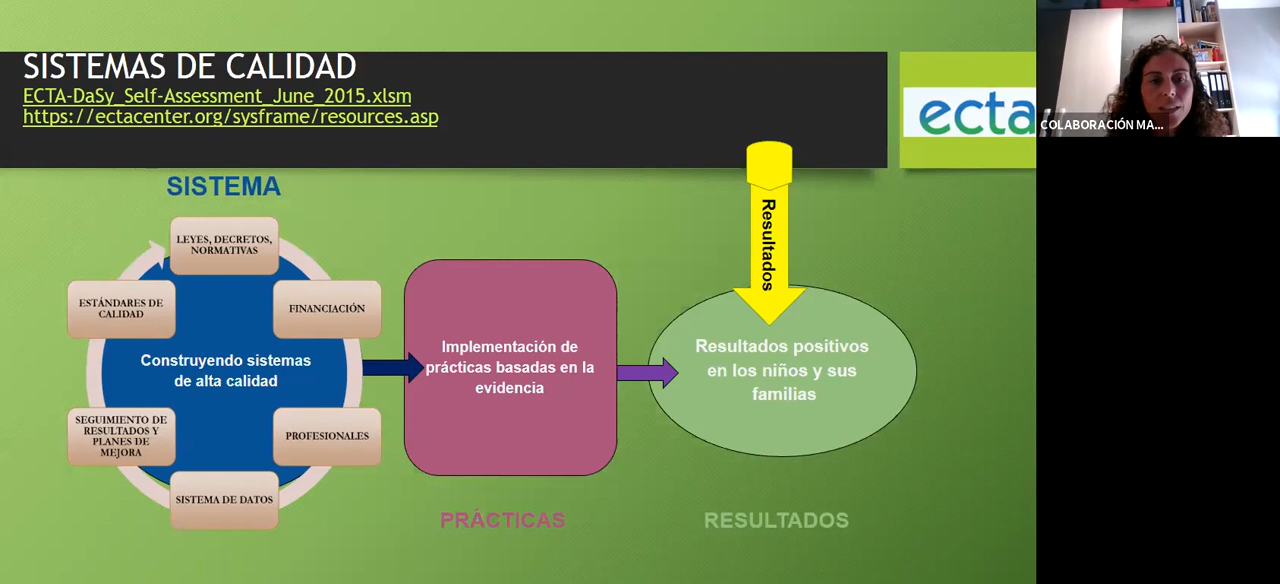 SISTEMAS DE CALIDAD
ECTA-DaSy_Self-Assessment_June_2015.xlsm
https://ectacenter.org/sysframe/resources.asp
ecta
COLABORACIÓN MA...
SISTEMA
LEYES, DECRETOS,
NORMATIVAS
ESTÁNDARES DE
CALIDAD
FINANCIACIÓN
Construyendo sistemas
de alta calidad
SEGUIMIENTO DE
RESULTADOS Y
PLANES DE
MEJORA
PROFESIONALES
SISTEMA DE DATOS
Implementación de
prácticas basadas en la
evidencia
PRÁCTICAS
Resultados
Resultados positivos
en los niños y sus
familias
RESULTADOS